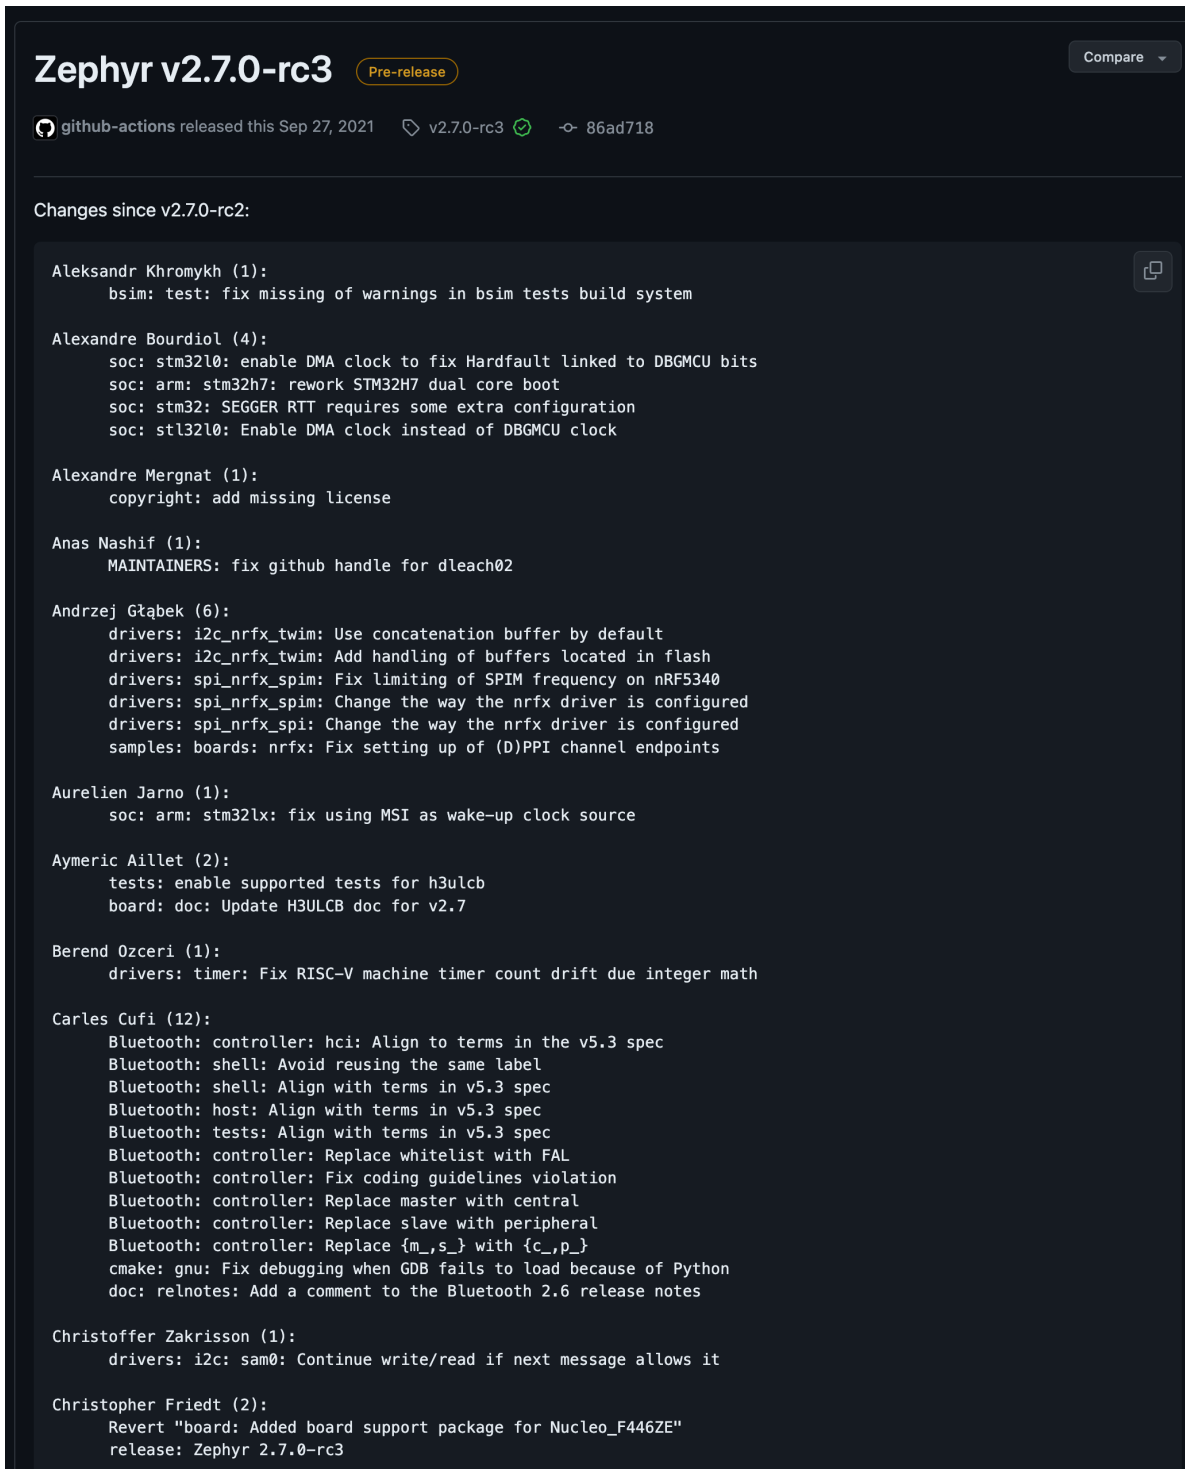 Zephyr v2.7.0-rc3 Pre-release Compare
github-actions released this Sep 27, 2021 v2.7.0-rc3 86ad718
Changes since v2.7.0-rc2:
Aleksandr Khromykh (1):
bsim: test: fix missing of warnings in bsim tests build system
Alexandre Bourdiol (4):
soc: stm32l0: enable DMA clock to fix Hardfault linked to DBGMCU bits
soc: arm: stm32h7: rework STM32H7 dual core boot
soc: stm32: SEGGER RTT requires some extra configuration
soc: stl32l0: Enable DMA clock instead of DBGMCU clock
Alexandre Mergnat (1):
copyright: add missing license
Anas Nashif (1):
MAINTAINERS: fix github handle for dleach02
Andrzej Głąbek (6):
drivers: i2c_nrfx_twim: Use concatenation buffer by default
drivers: i2c_nrfx_twim: Add handling of buffers located in flash
drivers: spi_nrfx_spim: Fix limiting of SPIM frequency on nRF5340
drivers: spi_nrfx_spim: Change the way the nrfx driver is configured
drivers: spi_nrfx_spi: Change the way the nrfx driver is configured
samples: boards: nrfx: Fix setting up of (D)PPI channel endpoints
Aurelien Jarno (1):
soc: arm: stm32lx: fix using MSI as wake-up clock source
Aymeric Aillet (2):
tests: enable supported tests for h3ulcb
board: doc: Update H3ULCB doc for v2.7
Berend Ozceri (1):
drivers: timer: Fix RISC-V machine timer count drift due integer math
Carles Cufi (12):
Bluetooth: controller: hci: Align to terms in the v5.3 spec
Bluetooth: shell: Avoid reusing the same label
Bluetooth: shell: Align with terms in v5.3 spec
Bluetooth: host: Align with terms in v5.3 spec
Bluetooth: tests: Align with terms in v5.3 spec
Bluetooth: controller: Replace whitelist with FAL
Bluetooth: controller: Fix coding guidelines violation
Bluetooth: controller: Replace master with central
Bluetooth: controller: Replace slave with peripheral
Bluetooth: controller: Replace {m_,s_} with {c_,p_}
cmake: gnu: Fix debugging when GDB fails to load because of Python
doc: relnotes: Add a comment to the Bluetooth 2.6 release notes
Christoffer Zakrisson (1):
drivers: i2c: sam0: Continue write/read if next message allows it
Christopher Friedt (2):
Revert "board: Added board support package for Nucleo_F446ZE"
release: Zephyr 2.7.0-rc3